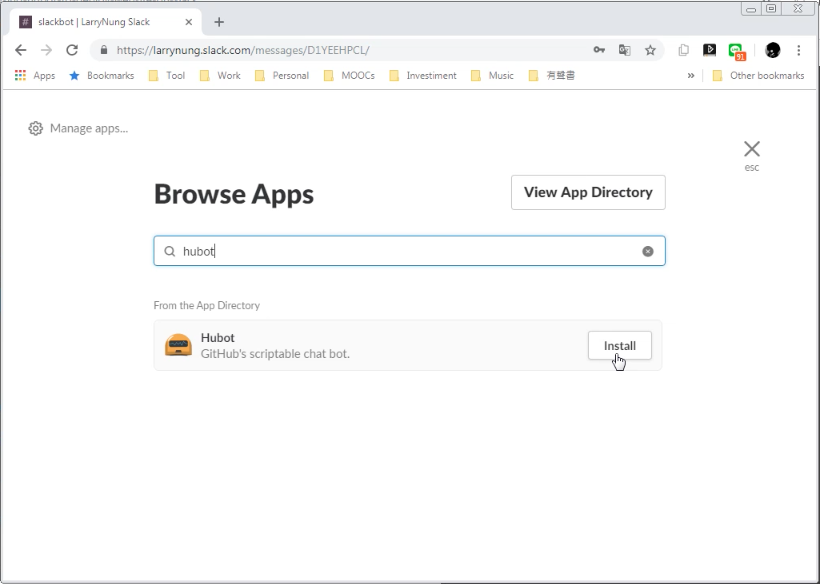 slackbot | LarryNung Slack
https://larrynung.slack.com/messages/D1YEEHPCL/
91
Apps Bookmarks Tool Work Personal MOOCs Investiment Music 有聲書 » Other bookmarks
Manage apps...
esc
Browse Apps
View App Directory
hubot
From the App Directory
Hubot
GitHub's scriptable chat bot.
Install